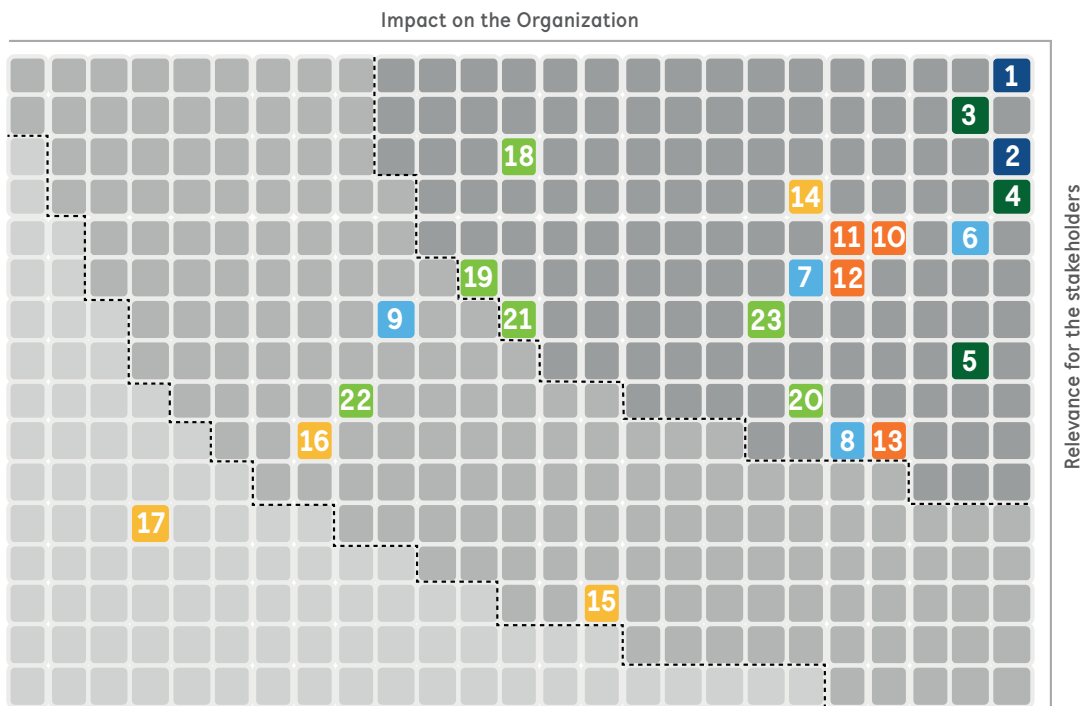 Impact on the Organization
1
3
18 2
14 4
11 10 6
19 7 12
9 21 23
5
22 20
16 8 13
17
15
Relevance for the stakeholders